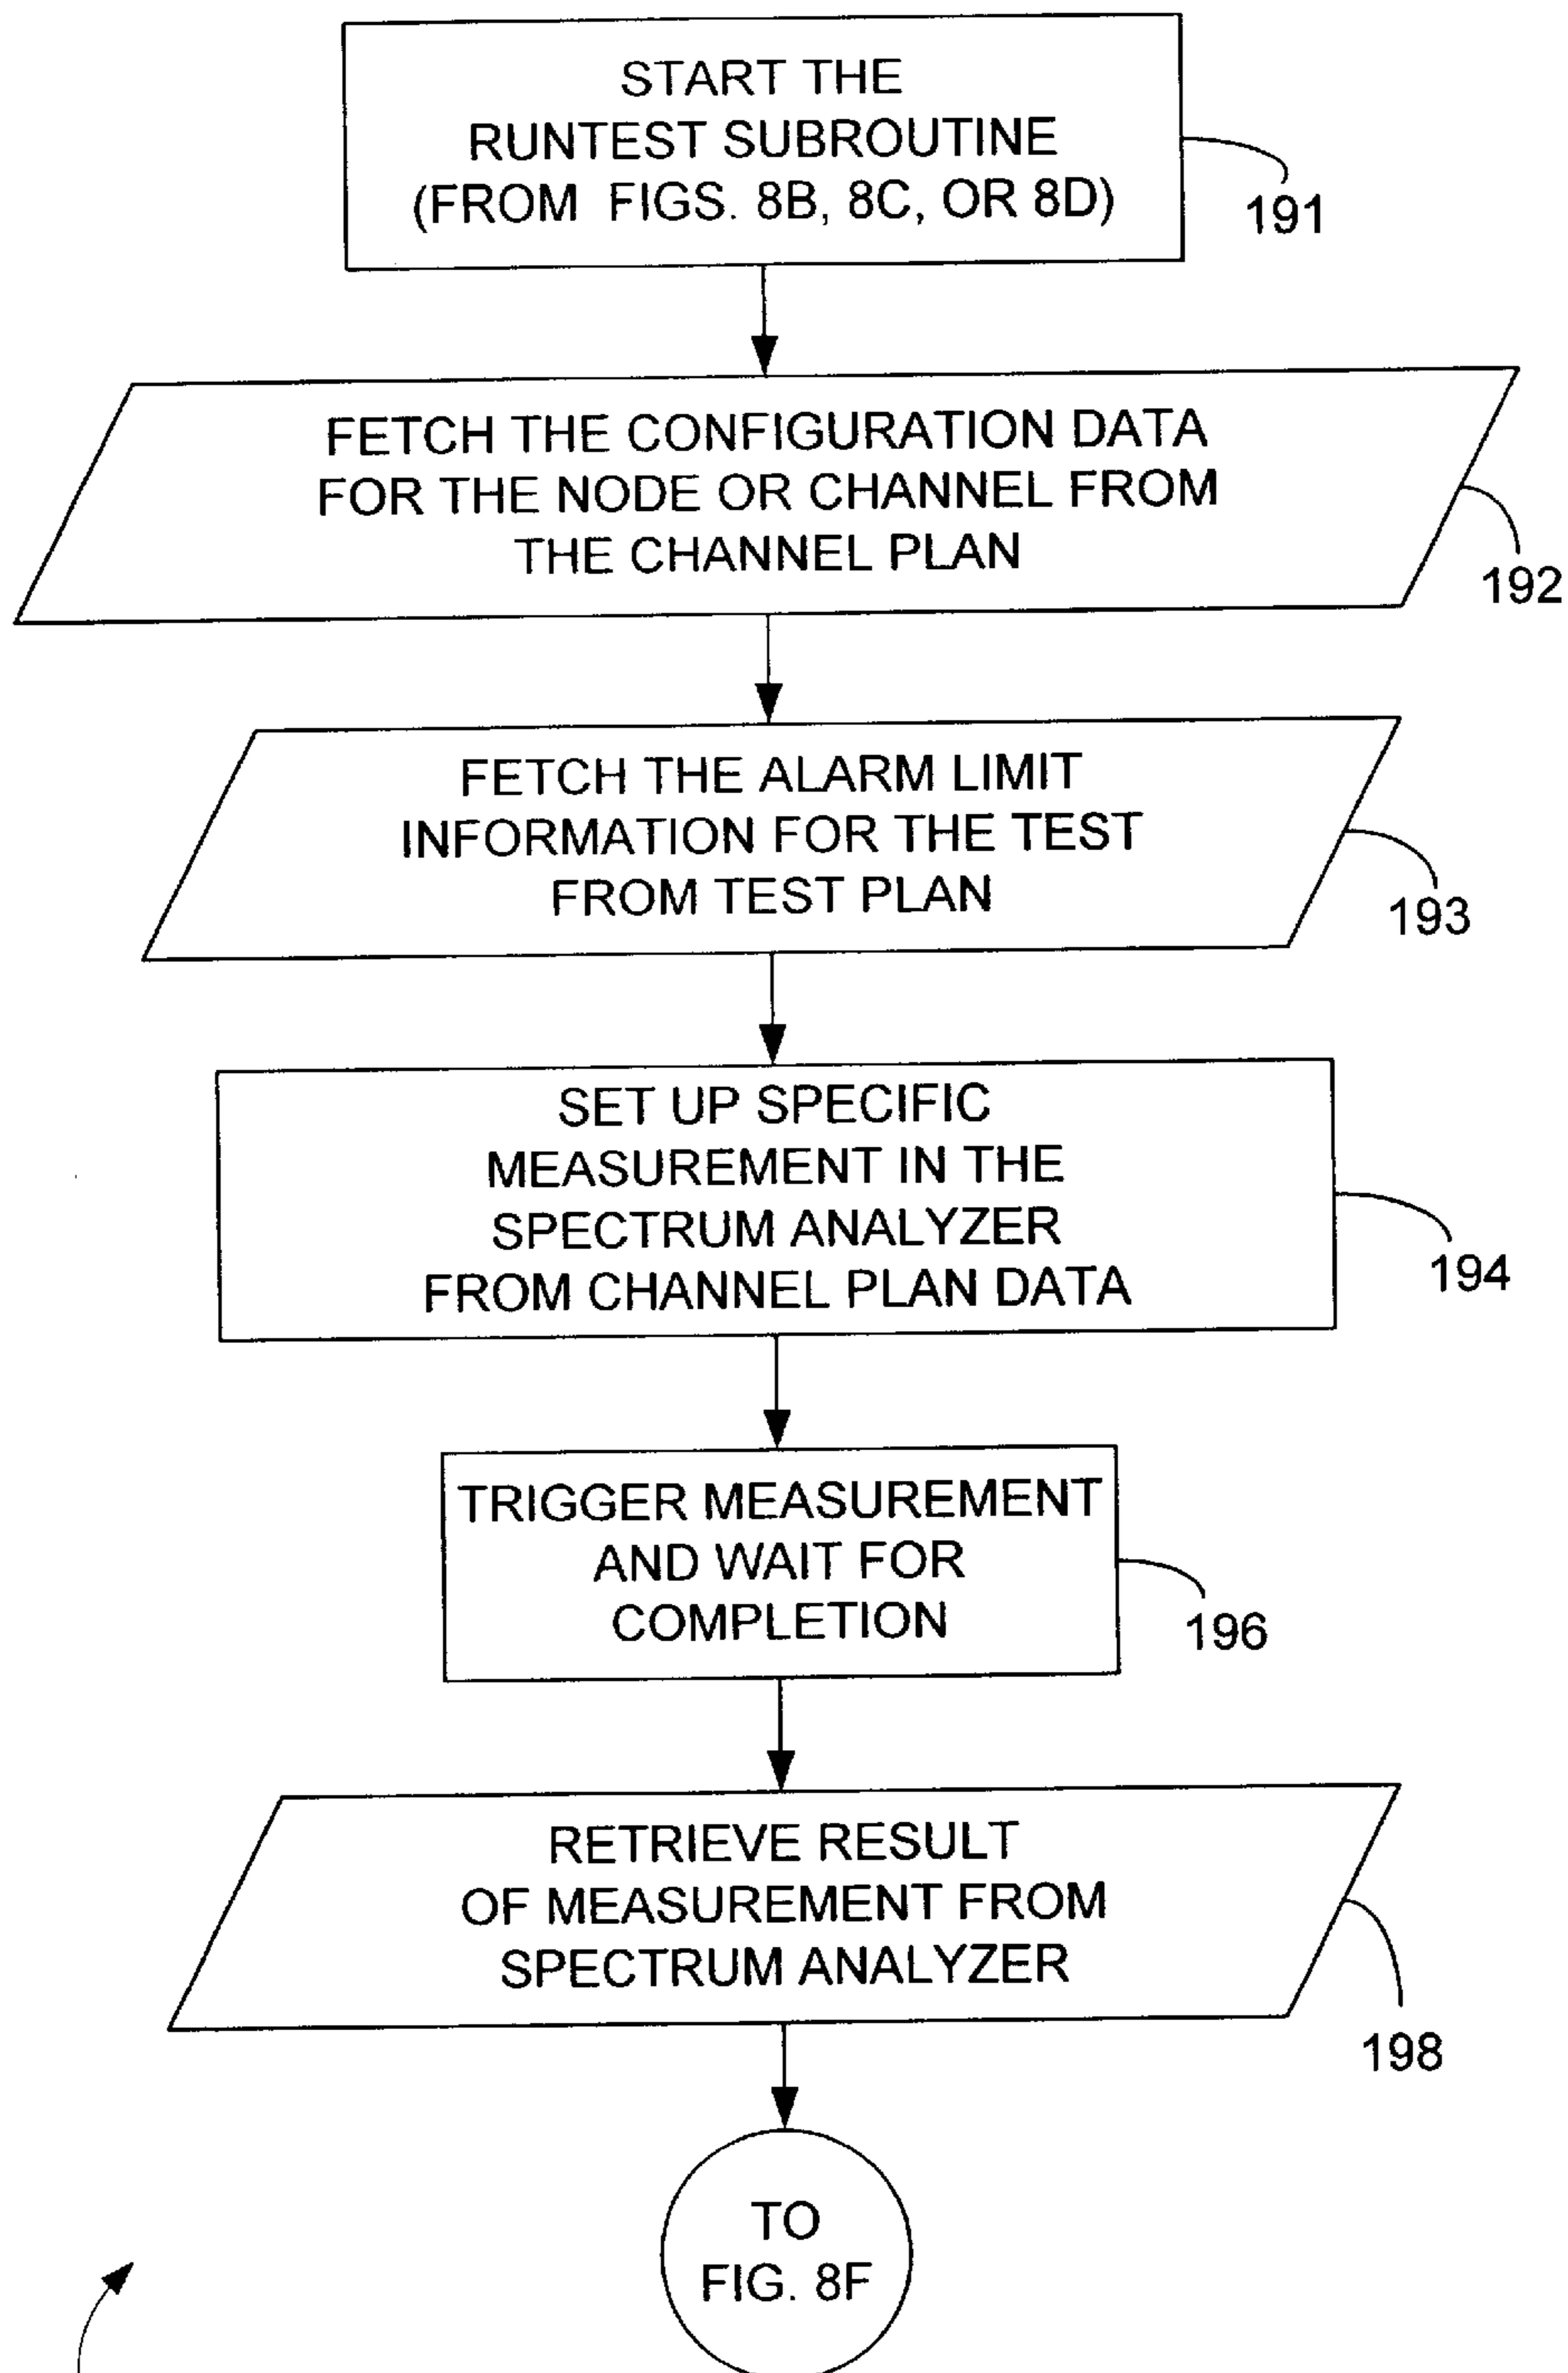 START THE
RUNTEST SUBROUTINE
(FROM FIGS. 8B, 8C, OR 8D)
191
FETCH THE CONFIGURATION DATA
FOR THE NODE OR CHANNEL FROM
THE CHANNEL PLAN
192
FETCH THE ALARM LIMIT
INFORMATION FOR THE TEST
FROM TEST PLAN
193
SET UP SPECIFIC
MEASUREMENT IN THE
SPECTRUM ANALYZER
FROM CHANNEL PLAN DATA
194
TRIGGER MEASUREMENT
AND WAIT FOR
COMPLETION
196
RETRIEVE RESULT
OF MEASUREMENT FROM
SPECTRUM ANALYZER
198
TO
FIG. 8F